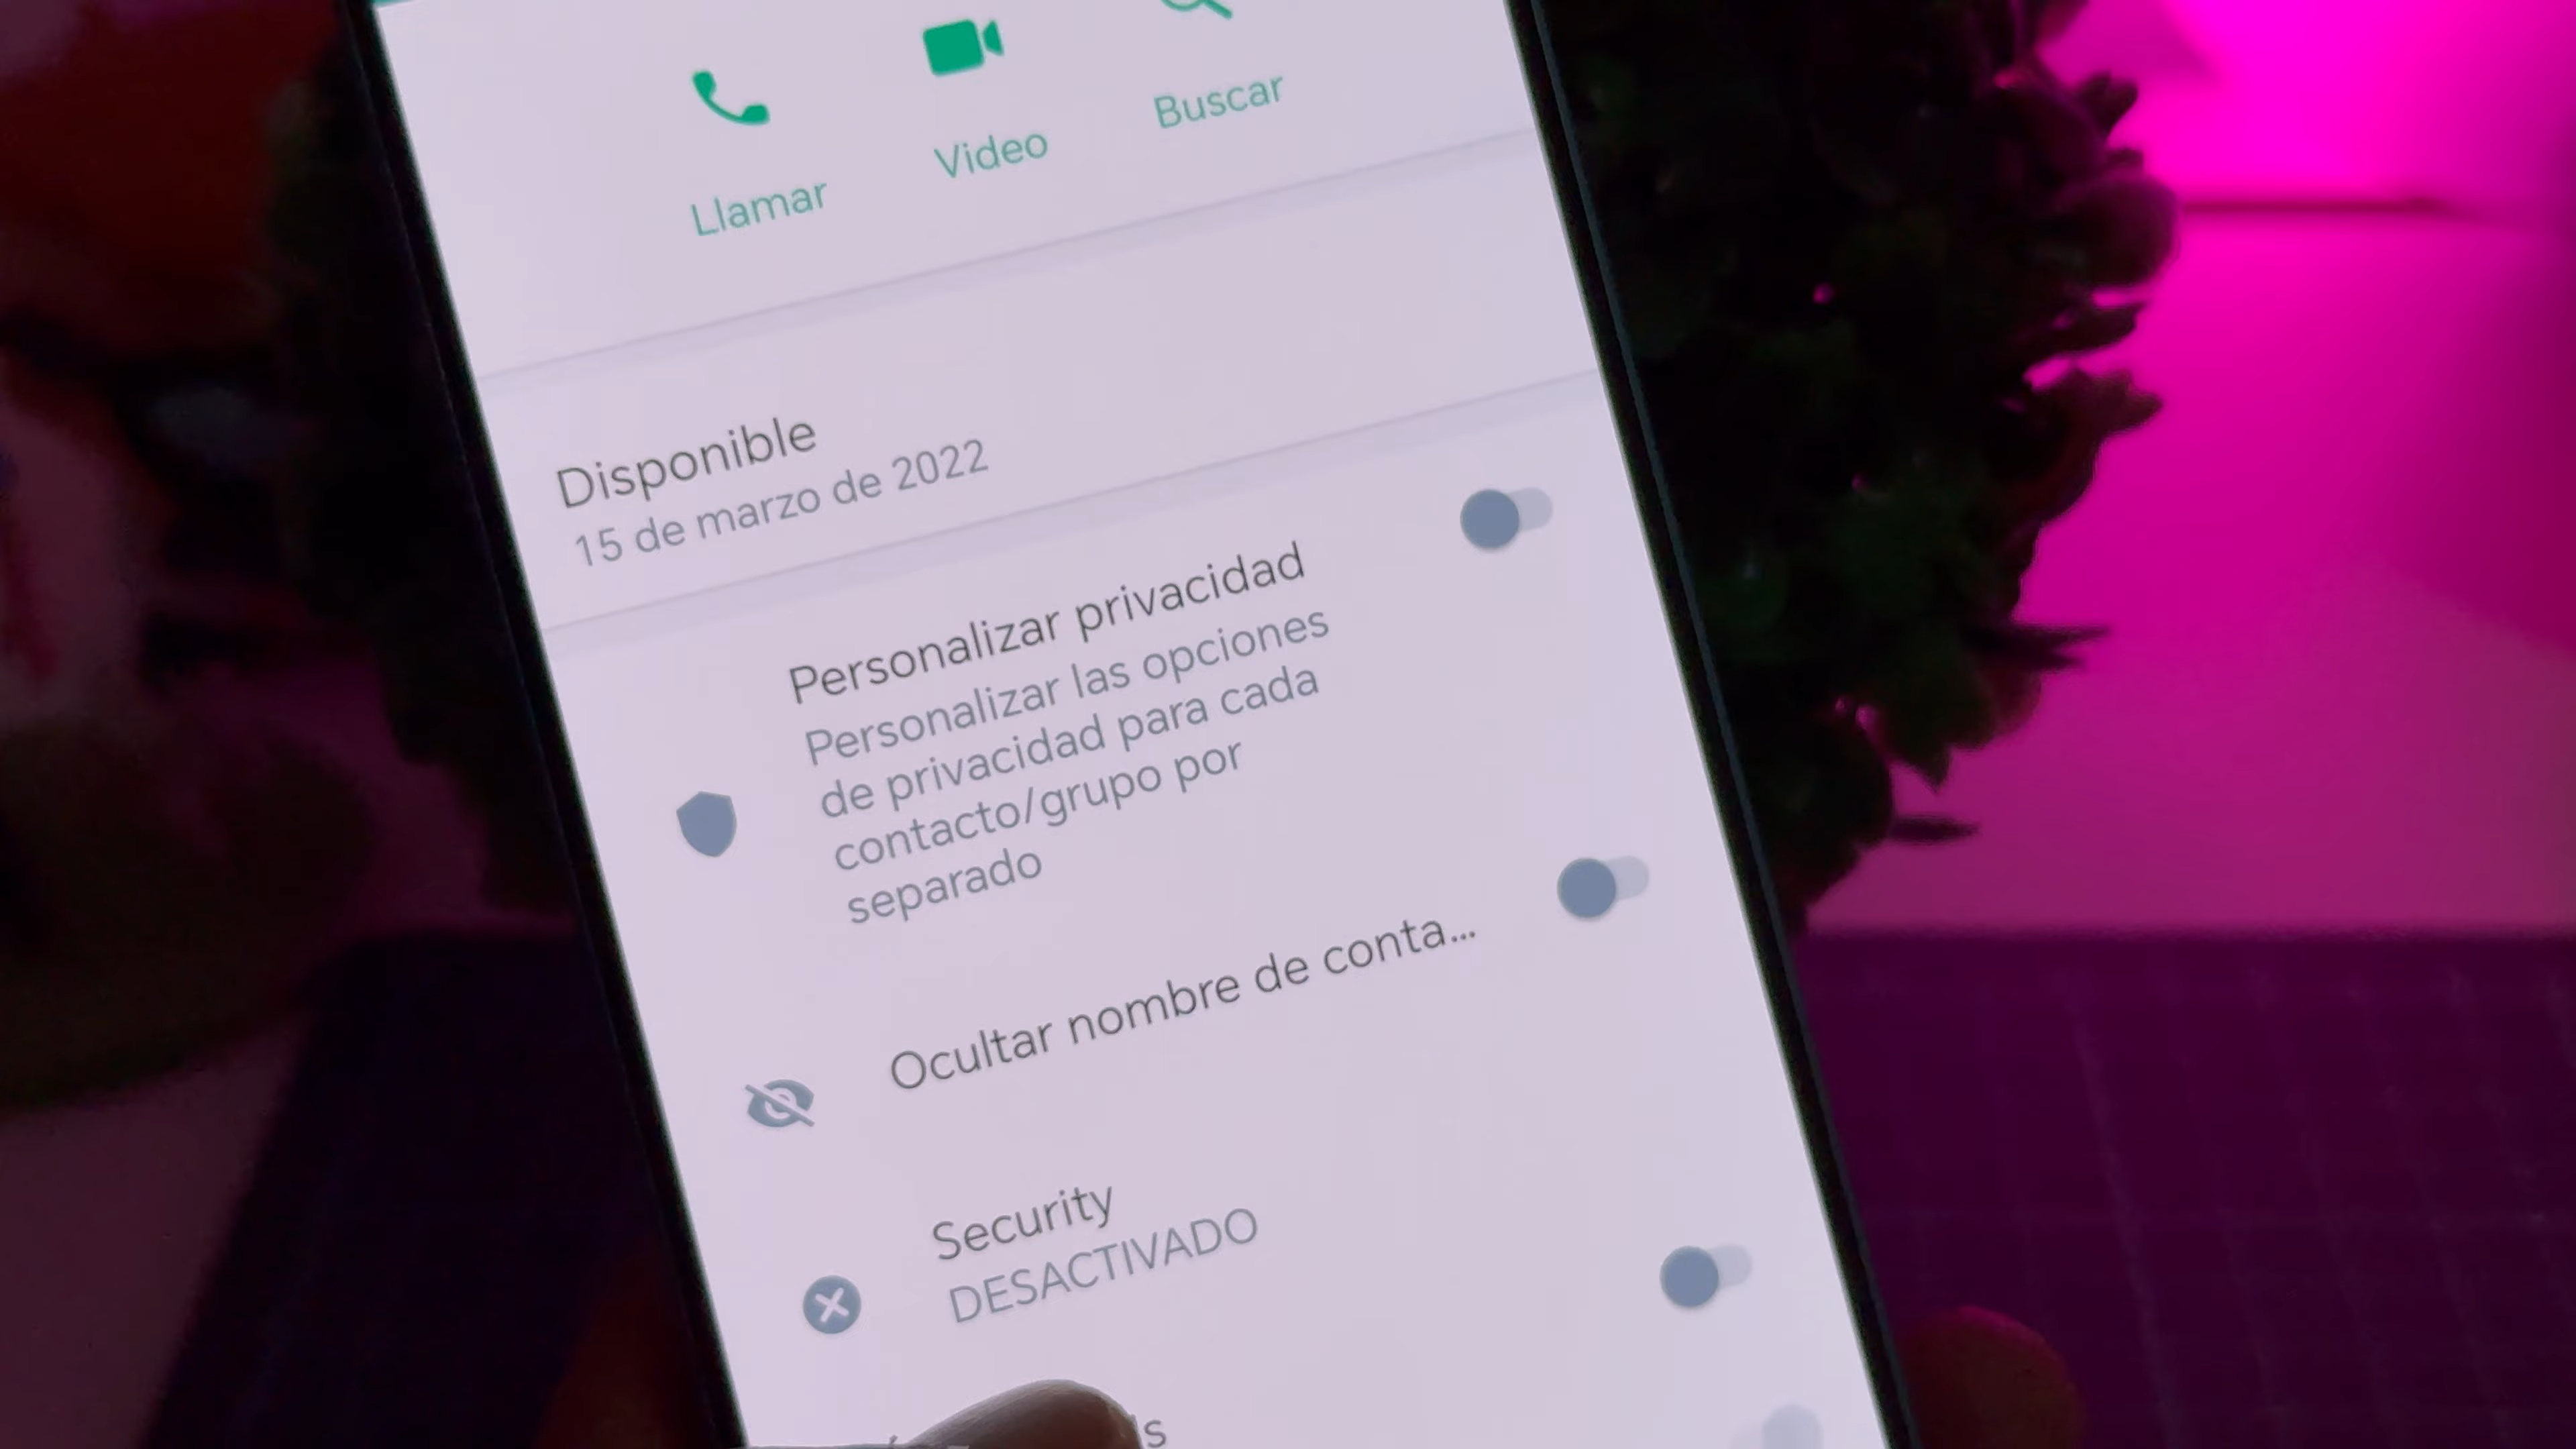 Llamar
Video
Buscar
Disponible
15 de marzo de 2022
Personalizar privacidad
Personalizar las opciones
de privacidad para cada
contacto/grupo por
separado
Ocultar nombre de conta...
Security
DESACTIVADO